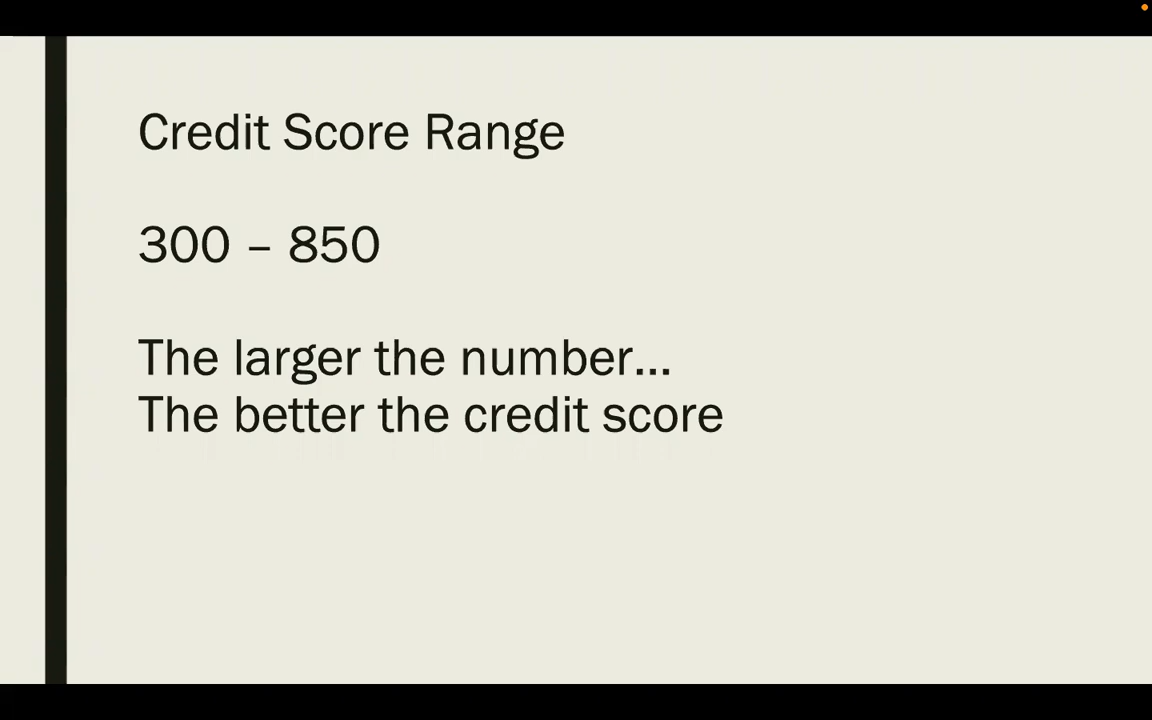 Credit Score Range
300 – 850
The larger the number...
The better the credit score